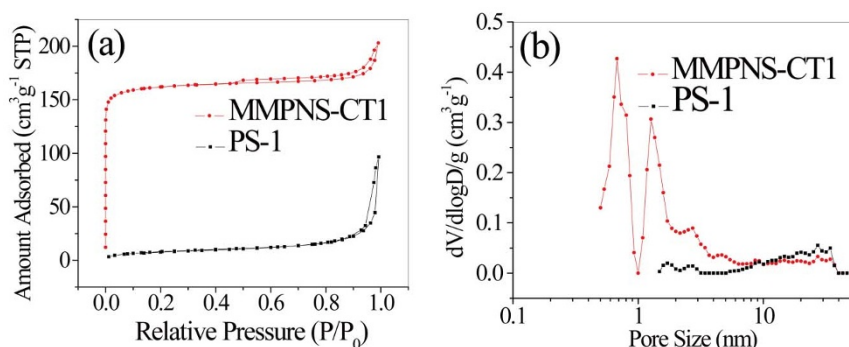 (a)
Amount Adsorbed (cm³g⁻¹ STP)
200
150
100
50
0
MMPNS-CT1
PS-1
0.0 0.2 0.4 0.6 0.8 1.0
Relative Pressure (P/P₀)
(b)
dV/dlogD/g (cm³g⁻¹)
0.5
0.4
0.3
0.2
0.1
0.0
MMPNS-CT1
PS-1
0.1 1 10
Pore Size (nm)